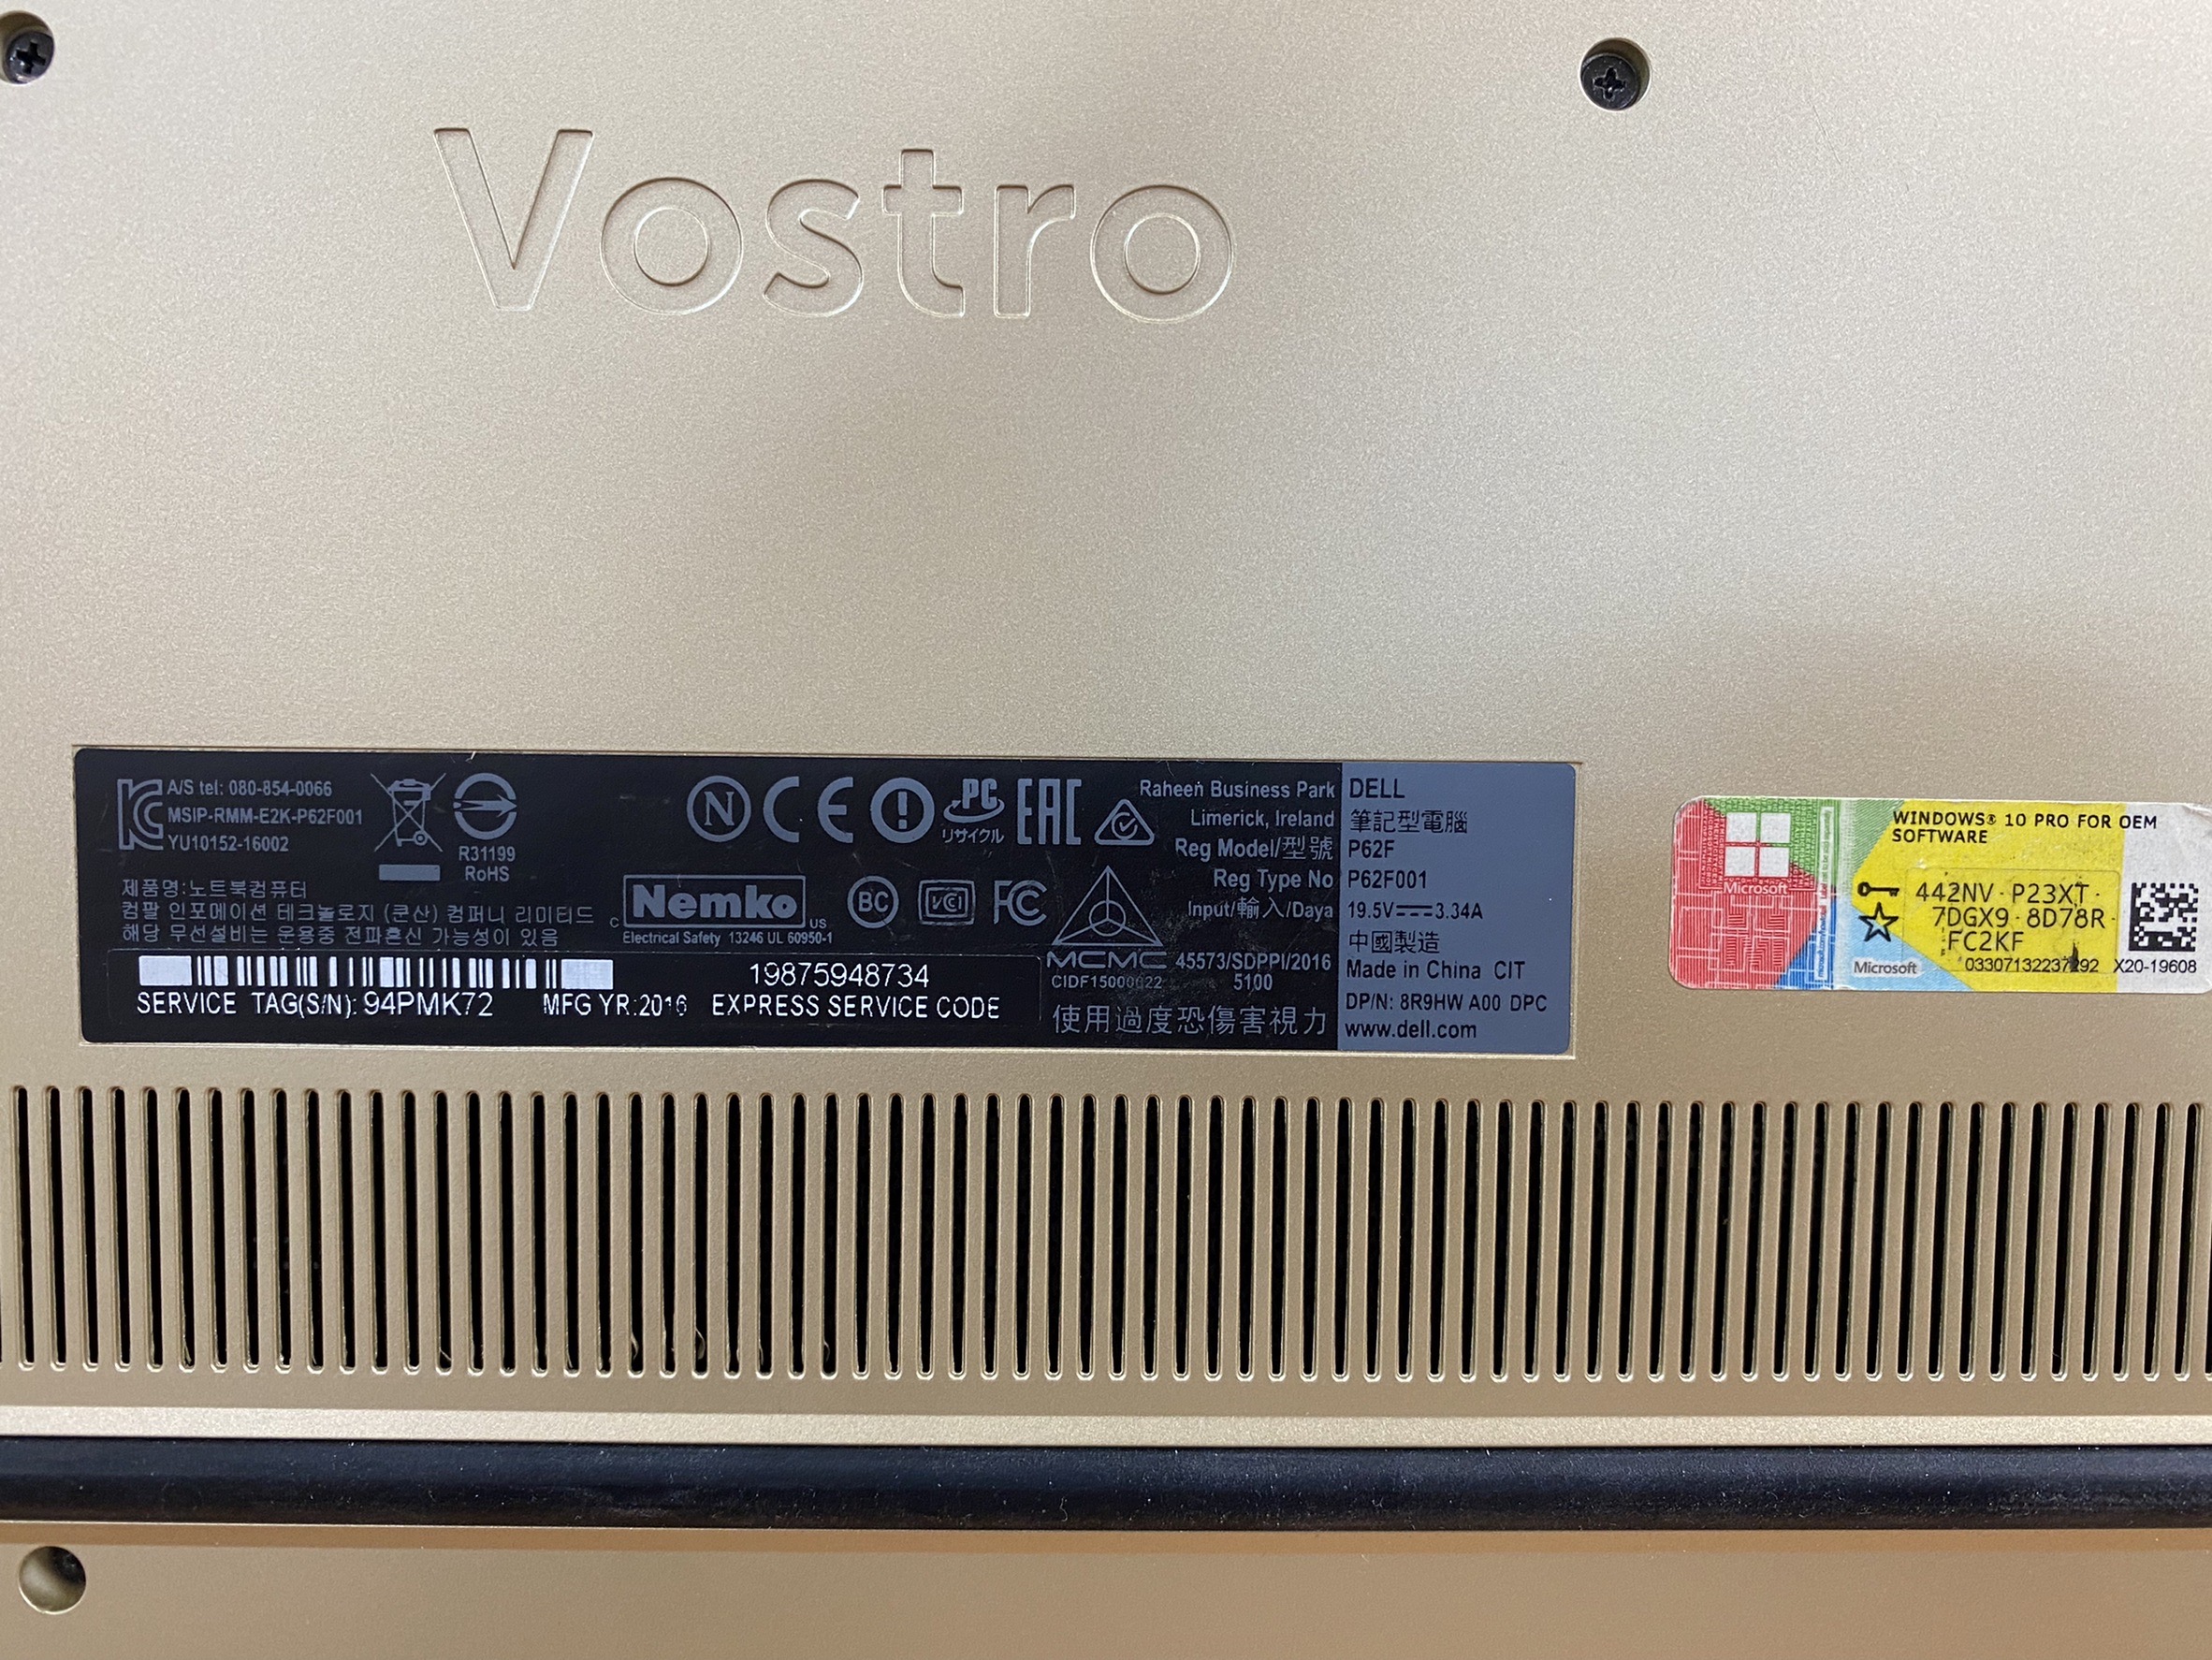 Vostro
A/S tel: 080-854-0066
MSIP-RMM-E2K-P62F001
YU10152-16002
R31199
RoHS
제품명:노트북컴퓨터
컴팔 인포메이션 테크놀로지 (쿤산) 컴퍼니 리미티드
해당 무선설비는 운용중 전파혼신 가능성이 있음
N CE
PC
リサイクル
EAC
c Nemko US
Electrical Safety 13246 UL 60950-1
BC VCCI FC
MCMC
CIDF15000022
45573/SDPPI/2016
5100
使用過度恐傷害視力
19875948734
SERVICE TAG(S/N): 94PMK72 MFG YR:2016 EXPRESS SERVICE CODE
Raheen Business Park
Limerick, Ireland
DELL
筆記型電腦
Reg Model/型號 P62F
Reg Type No P62F001
Input/輸入/Daya 19.5V 3.34A
中國製造
Made in China CIT
DP/N: 8R9HW A00 DPC
www.dell.com
Microsoft
WINDOWS® 10 PRO FOR OEM
SOFTWARE
442NV-P23XT-
7DGX9-8D78R-
FC2KF
Microsoft
X20-19608